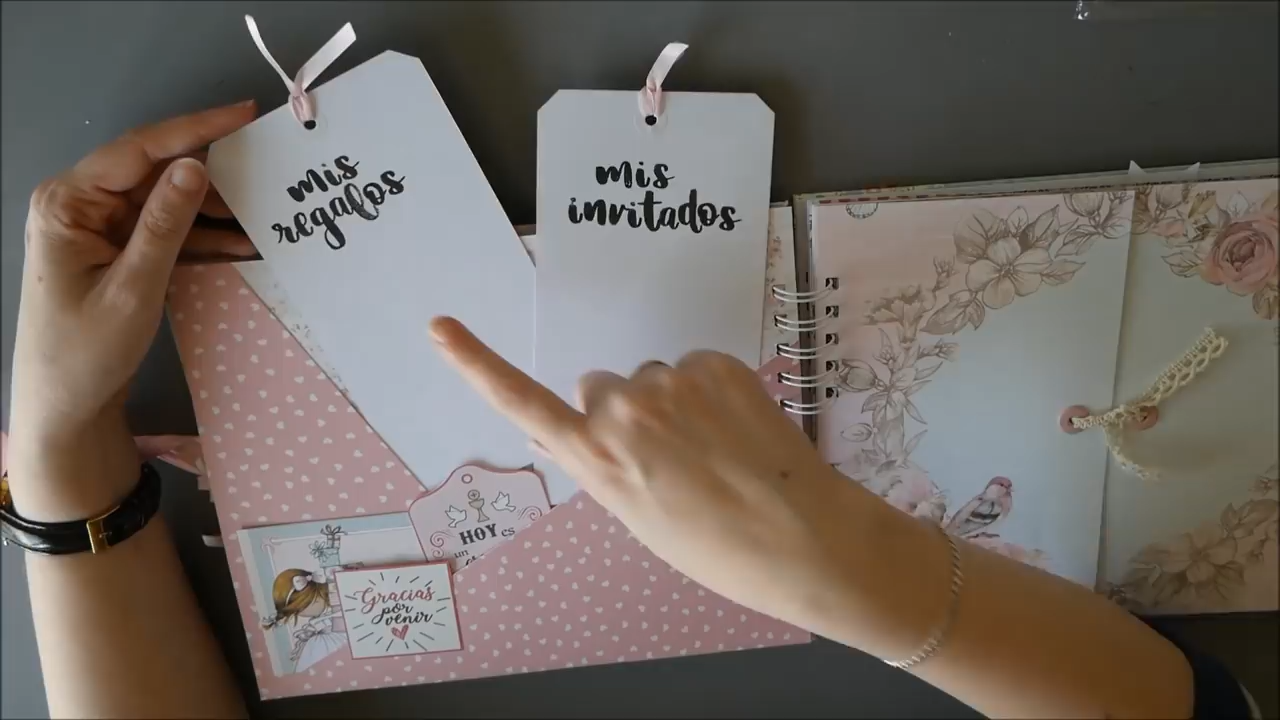 mis
regalos
mis
invitados
HOY es
un
Gracias
por
venir